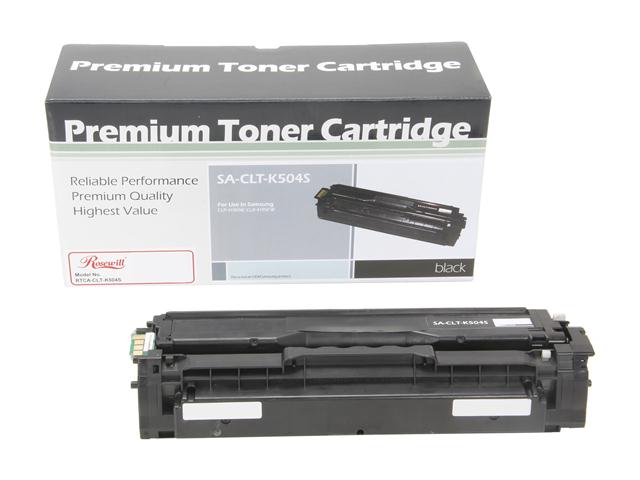 Premium Toner Cartridge
Premium Toner Cartridge
Reliable Performance
Premium Quality
Highest Value
SA-CLT-K504S
For Use In Samsung
Rosewill
Model No.
RTCA-CLT-K504S
black
SA-CLT-K504S